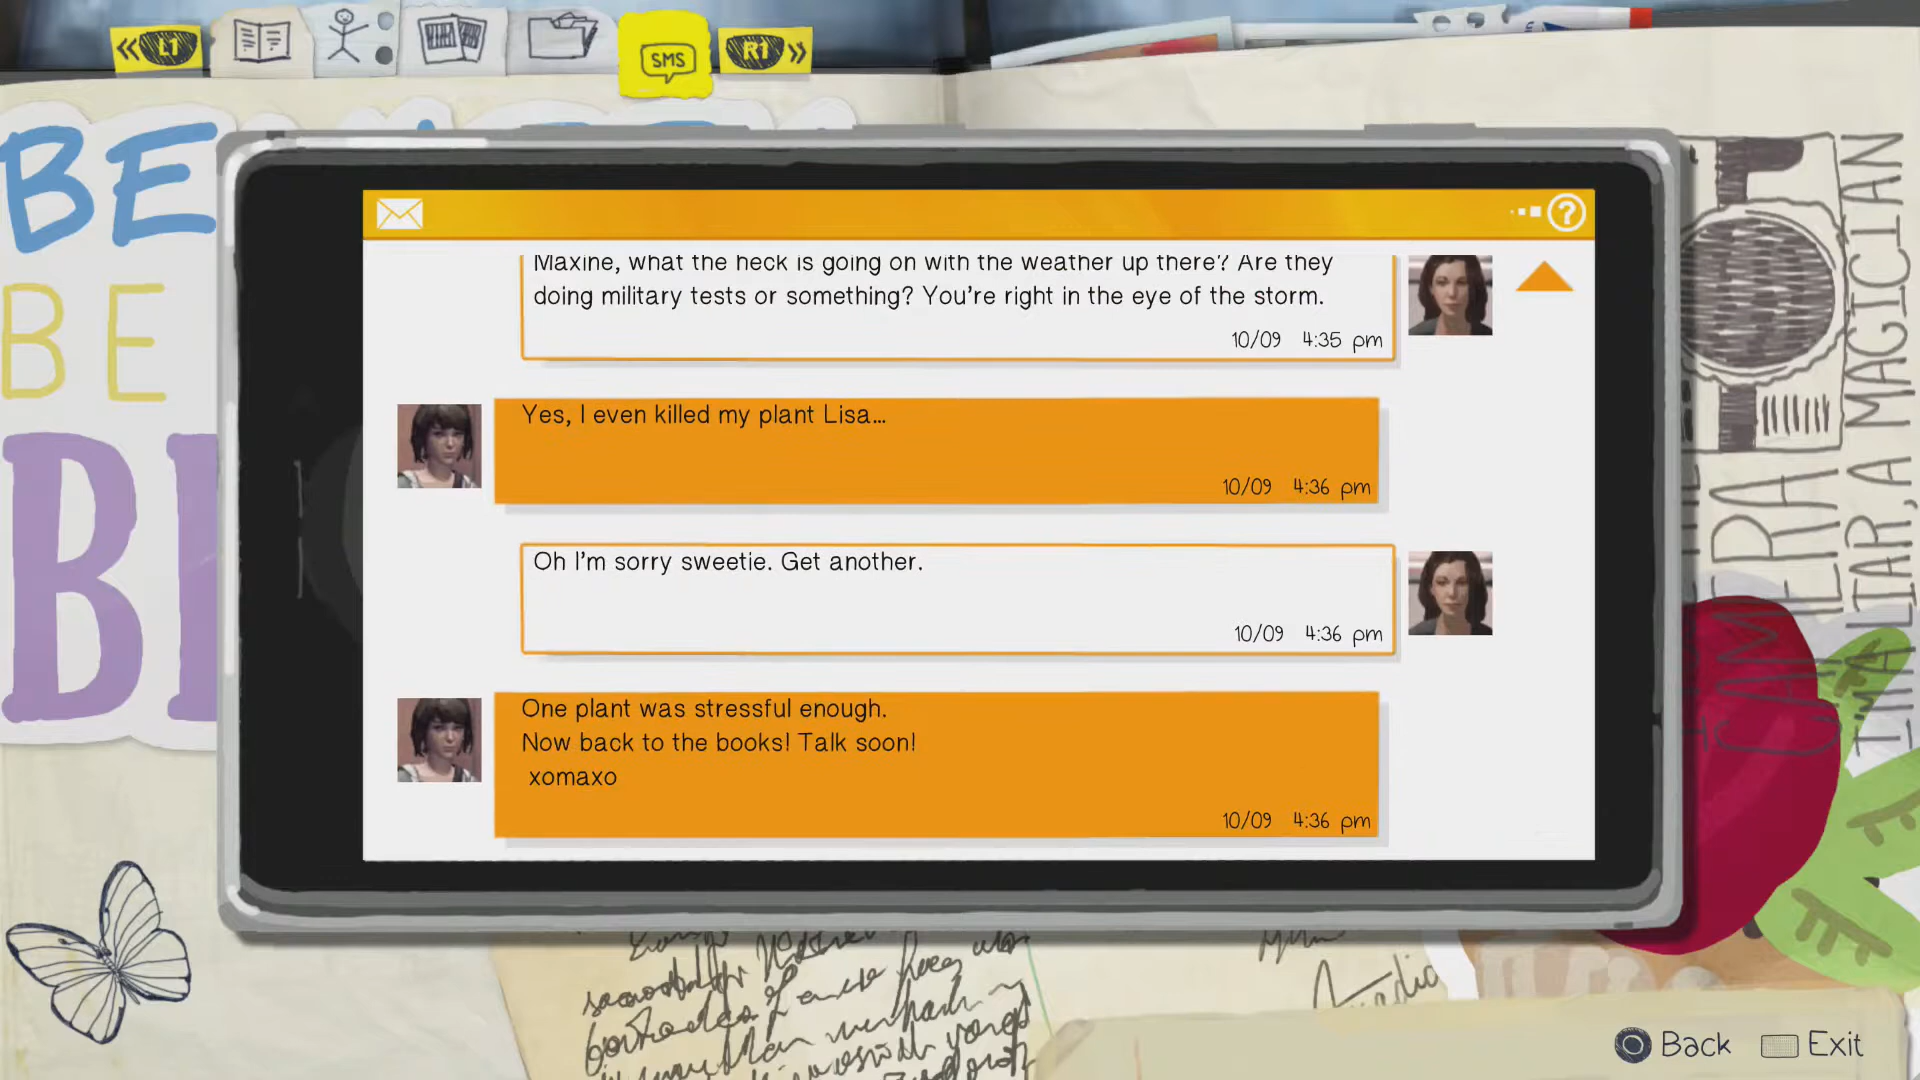 L1
SMS
R1
BE
BE
Maxine, what the heck is going on with the weather up there? Are they
doing military tests or something? You're right in the eye of the storm.
10/09 4:35 pm
Yes, I even killed my plant Lisa...
10/09 4:36 pm
Oh I'm sorry sweetie. Get another.
10/09 4:36 pm
One plant was stressful enough.
Now back to the books! Talk soon!
xomaxo
10/09 4:36 pm
CAMERA
I'M A LIAR, A MAGICIAN
Back
Exit